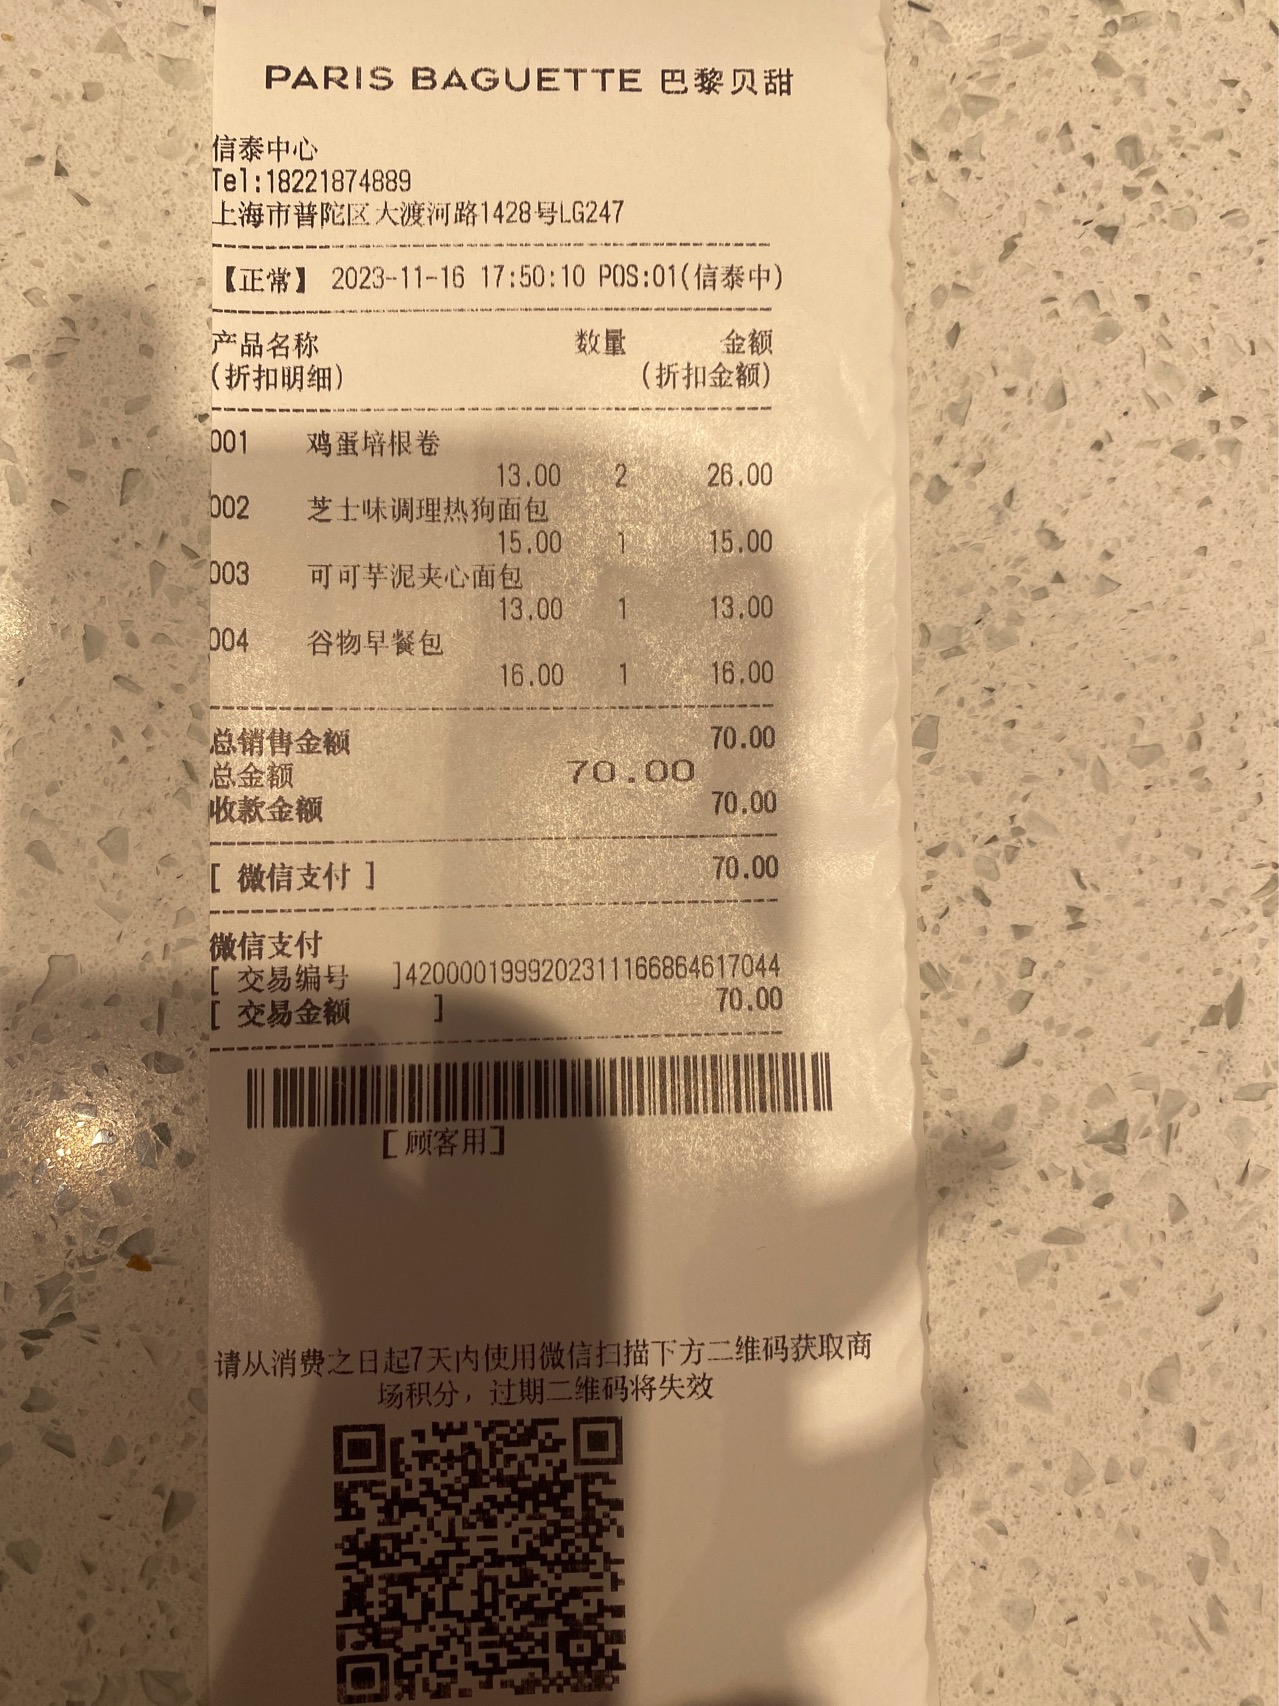 PARIS BAGUETTE 巴黎贝甜
信泰中心
Tel:18221874889
上海市普陀区大渡河路1428号LG247
【正常】 2023-11-16 17:50:10 POS:01(信泰中)
产品名称 数量 金额
(折扣明细) (折扣金额)
001 鸡蛋培根卷
13.00 2 26.00
002 芝士味调理热狗面包
15.00 1 15.00
003 可可芋泥夹心面包
13.00 1 13.00
004 谷物早餐包
16.00 1 16.00
总销售金额 70.00
总金额 70.00
收款金额 70.00
[ 微信支付 ] 70.00
微信支付
[ 交易编号 ]4200001999202311166864617044
[ 交易金额 ] 70.00
[ 顾客用]
请从消费之日起7天内使用微信扫描下方二维码获取商
场积分，过期二维码将失效